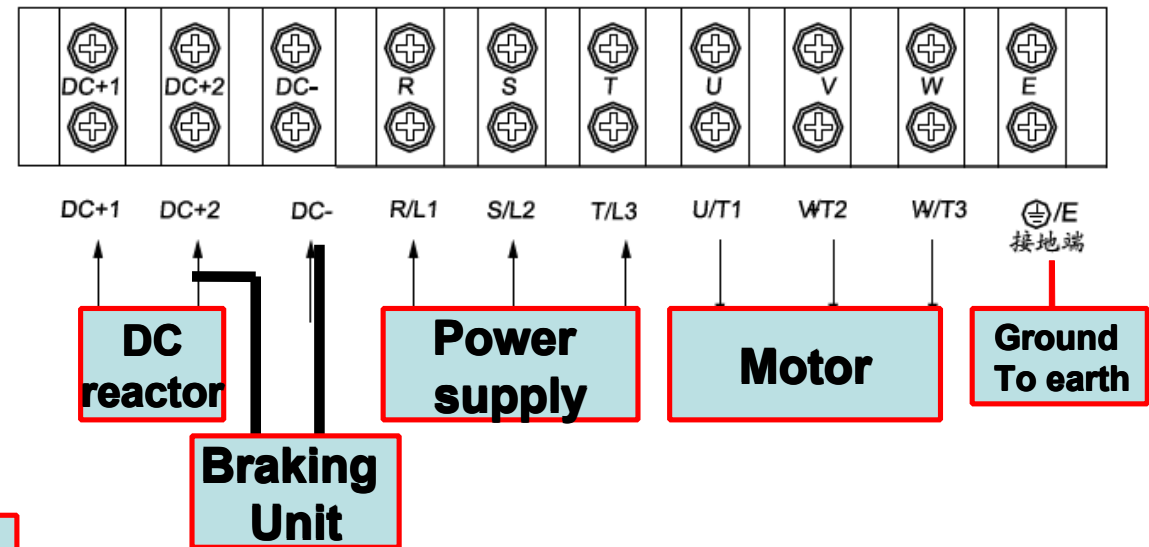 DC+1 DC+2 DC- R S T U V W E
DC+1 DC+2 DC- R/L1 S/L2 T/L3 U/T1 V/T2 W/T3 /E
接地端
DC
reactor
Power
supply
Motor
Ground
To earth
Braking
Unit